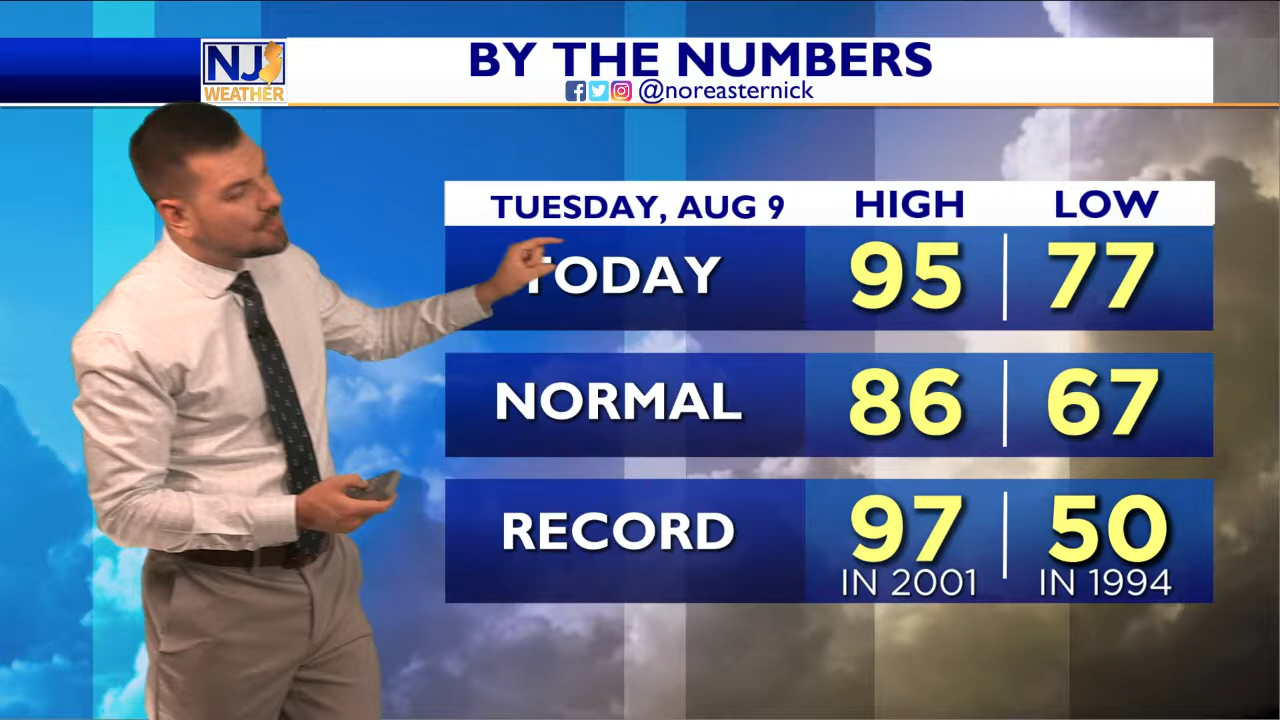 NJ
WEATHER
BY THE NUMBERS
@noreasternick
TUESDAY, AUG 9 HIGH LOW
TODAY 95 77
NORMAL 86 67
RECORD 97 50
IN 2001 IN 1994